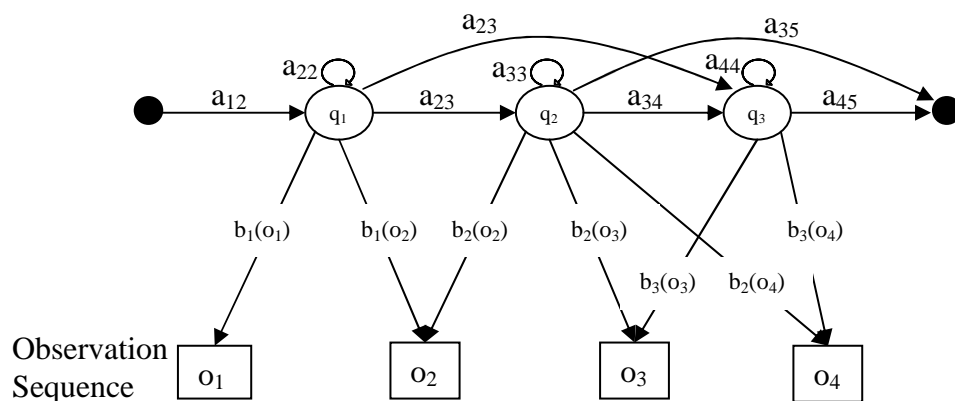 a₂₃
a₃₅
a₂₂ a₃₃ a₄₄
a₁₂ q₁ a₂₃ q₂ a₃₄ q₃ a₄₅
b₁(o₁) b₁(o₂) b₂(o₂) b₂(o₃) b₃(o₄)
b₃(o₃) b₂(o₄)
Observation
Sequence o₁ o₂ o₃ o₄